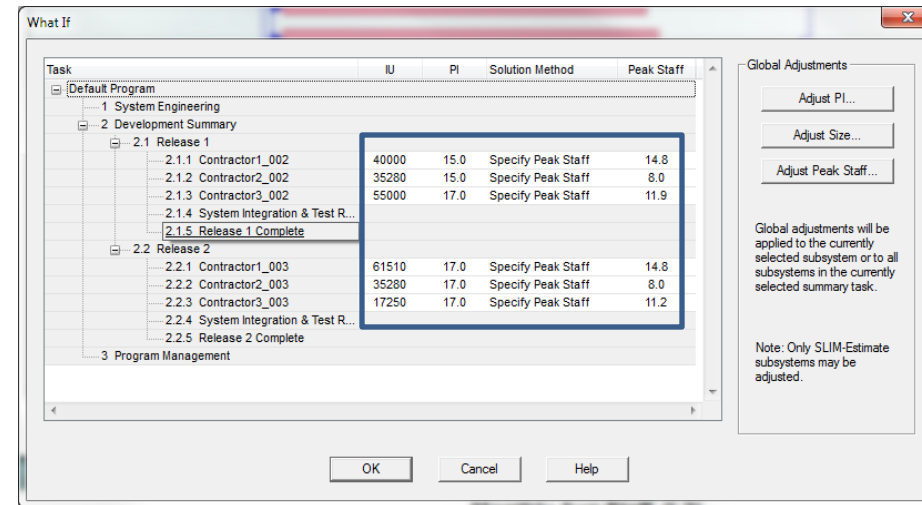 What If
Task IU PI Solution Method Peak Staff
Default Program
1 System Engineering
2 Development Summary
2.1 Release 1
2.1.1 Contractor1_002 40000 15.0 Specify Peak Staff 14.8
2.1.2 Contractor2_002 35280 15.0 Specify Peak Staff 8.0
2.1.3 Contractor3_002 55000 17.0 Specify Peak Staff 11.9
2.1.4 System Integration & Test R...
2.1.5 Release 1 Complete
2.2 Release 2
2.2.1 Contractor1_003 61510 17.0 Specify Peak Staff 14.8
2.2.2 Contractor2_003 35280 17.0 Specify Peak Staff 8.0
2.2.3 Contractor3_003 17250 17.0 Specify Peak Staff 11.2
2.2.4 System Integration & Test R...
2.2.5 Release 2 Complete
3 Program Management
Global Adjustments
Adjust PI...
Adjust Size...
Adjust Peak Staff...
Global adjustments will be
applied to the currently
selected subsystem or to all
subsystems in the currently
selected summary task.
Note: Only SLIM-Estimate
subsystems may be
adjusted.
OK Cancel Help